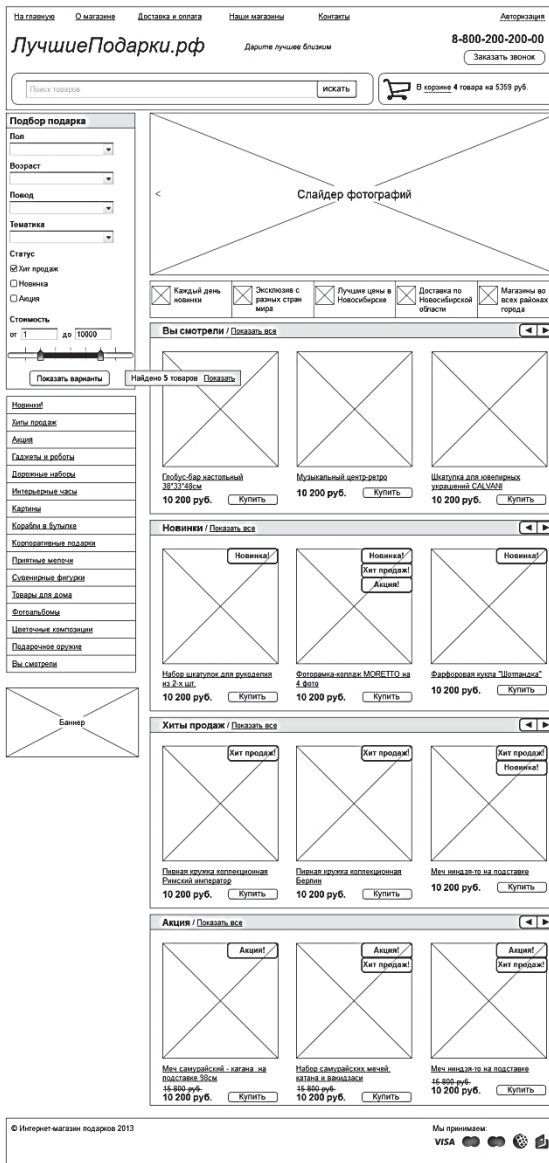 На главную О магазине Доставка и оплата Наши магазины Контакты Авторизация
ЛучшиеПодарки.рф Дарите лучшее близким 8-800-200-200-00
Заказать звонок
Поиск товаров искать В корзине 4 товара на 5359 руб.
Подбор подарка
Пол
Возраст
Повод
Тематика
Статус
Хит продаж
Новинка
Акция
Стоимость
от 1 до 10800
Показать варианты Найдено 5 товаров Показать
Новинки!
Хиты продаж
Акция
Гаджеты и роботы
Дорожные наборы
Интерьерные часы
Картины
Корабли в бутылке
Корпоративные подарки
Приятные мелочи
Сувенирные фигурки
Товары для дома
Фотоальбомы
Цветочные композиции
Подарочное оружие
Вы смотрели
Баннер
< Слайдер фотографий
Каждый день
новинки
Эксклюзив с
разных стран
мира
Лучшие цены в
Новосибирске
Доставка по
Новосибирской
области
Магазины во
всех районах
города
Вы смотрели / Показать все
Глобус-бар настольный
38*33*48см
10 200 руб. Купить
Музыкальный центр-ретро
10 200 руб. Купить
Шкатулка для ювелирных
украшений CALVANI
10 200 руб. Купить
Новинки / Показать все
Новинка!
Набор шкатулок для рукоделия
из 2-х шт.
10 200 руб. Купить
Новинка!
Хит продаж!
Акция!
Фоторамка-коллаж MORETTO на
4 фото
10 200 руб. Купить
Новинка!
Фарфоровая кукла "Шотландка"
10 200 руб. Купить
Хиты продаж / Показать все
Хит продаж!
Пивная кружка коллекционная
Римский император
10 200 руб. Купить
Хит продаж!
Пивная кружка коллекционная
Берлин
10 200 руб. Купить
Хит продаж!
Новинка!
Меч ниндзя-то на подставке
10 200 руб. Купить
Акция / Показать все
Акция!
Меч самурайский - катана на
подставке 98см
15 800 руб.
10 200 руб. Купить
Акция!
Хит продаж!
Набор самурайских мечей:
катана и вакидзаси
15 800 руб.
10 200 руб. Купить
Акция!
Хит продаж!
Меч ниндзя-то на подставке
15 800 руб.
10 200 руб. Купить
© Интернет-магазин подарков 2013 Мы принимаем:
VISA